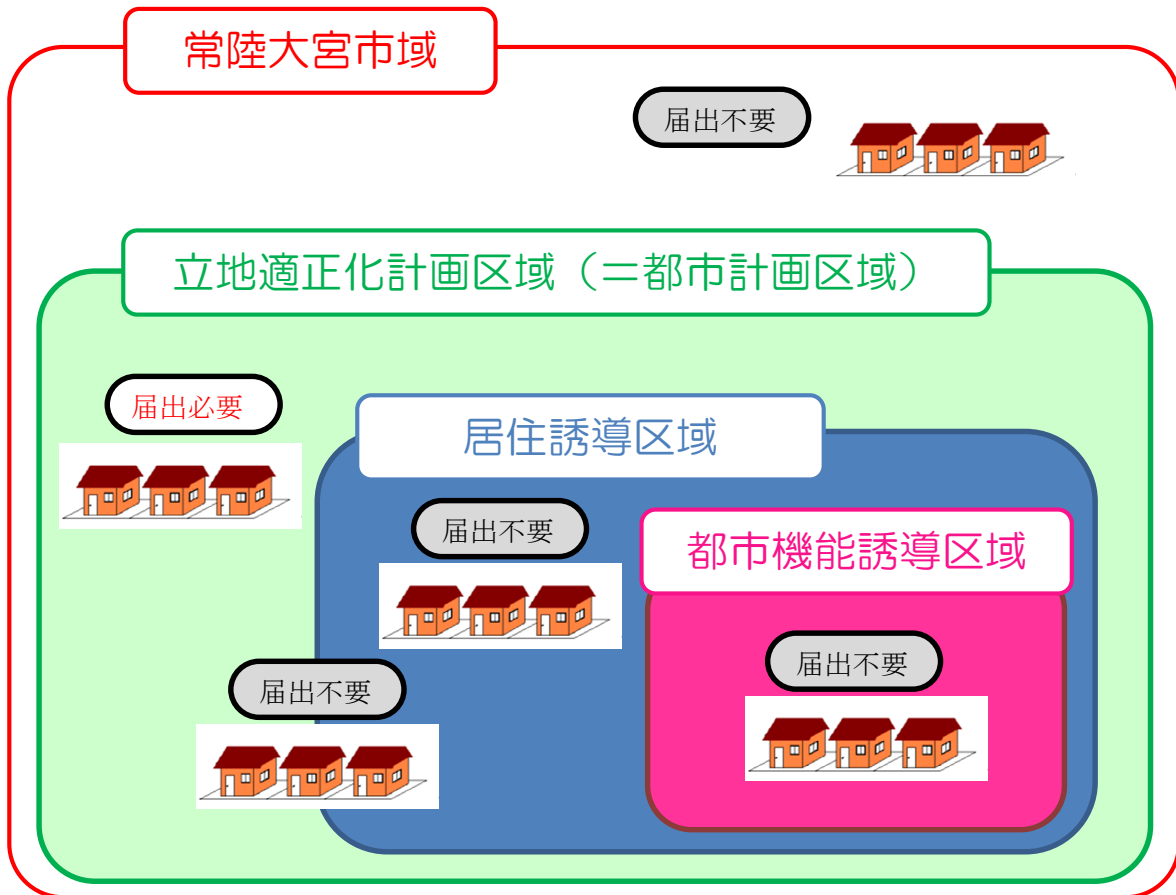 常陸大宮市域
届出不要
立地適正化計画区域（＝都市計画区域）
届出必要
居住誘導区域
届出不要
都市機能誘導区域
届出不要
届出不要